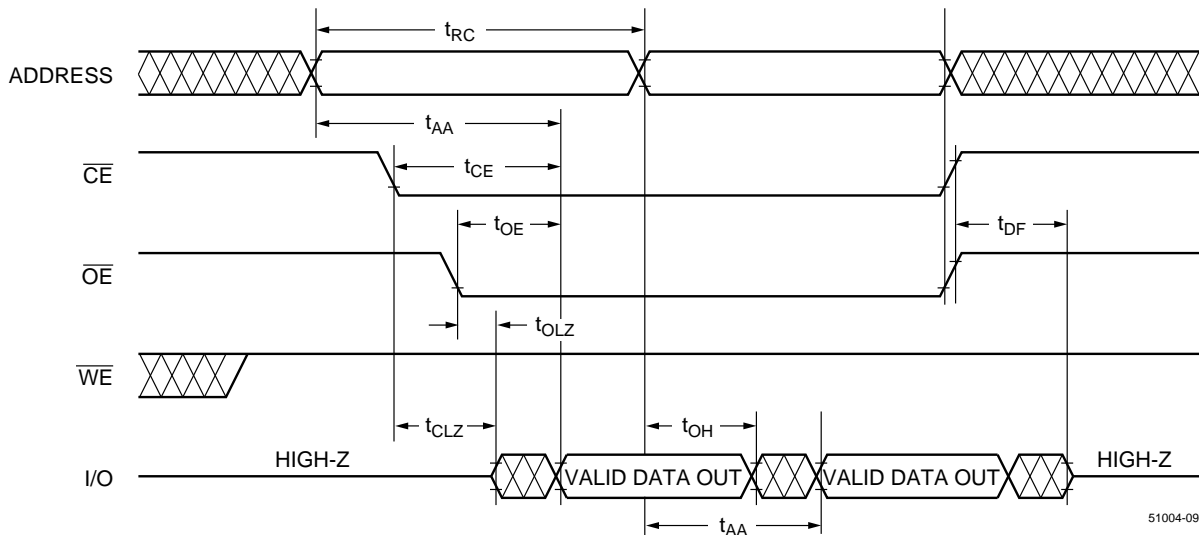 tRC
ADDRESS
tAA
CE
tCE
tOE
tDF
OE
tOLZ
WE
tCLZ
tOH
HIGH-Z
HIGH-Z
I/O
VALID DATA OUT
VALID DATA OUT
tAA
51004-09